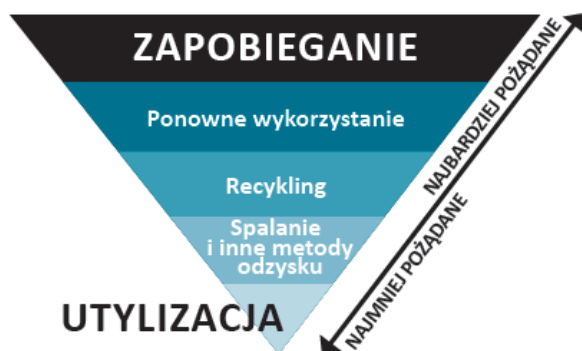 ZAPOBIEGANIE
Ponowne wykorzystanie
Recykling
Spalanie
i inne metody
odzysku
UTYLIZACJA
NAJBARDZIEJ POŻĄDANE
NAJMNIEJ POŻĄDANE